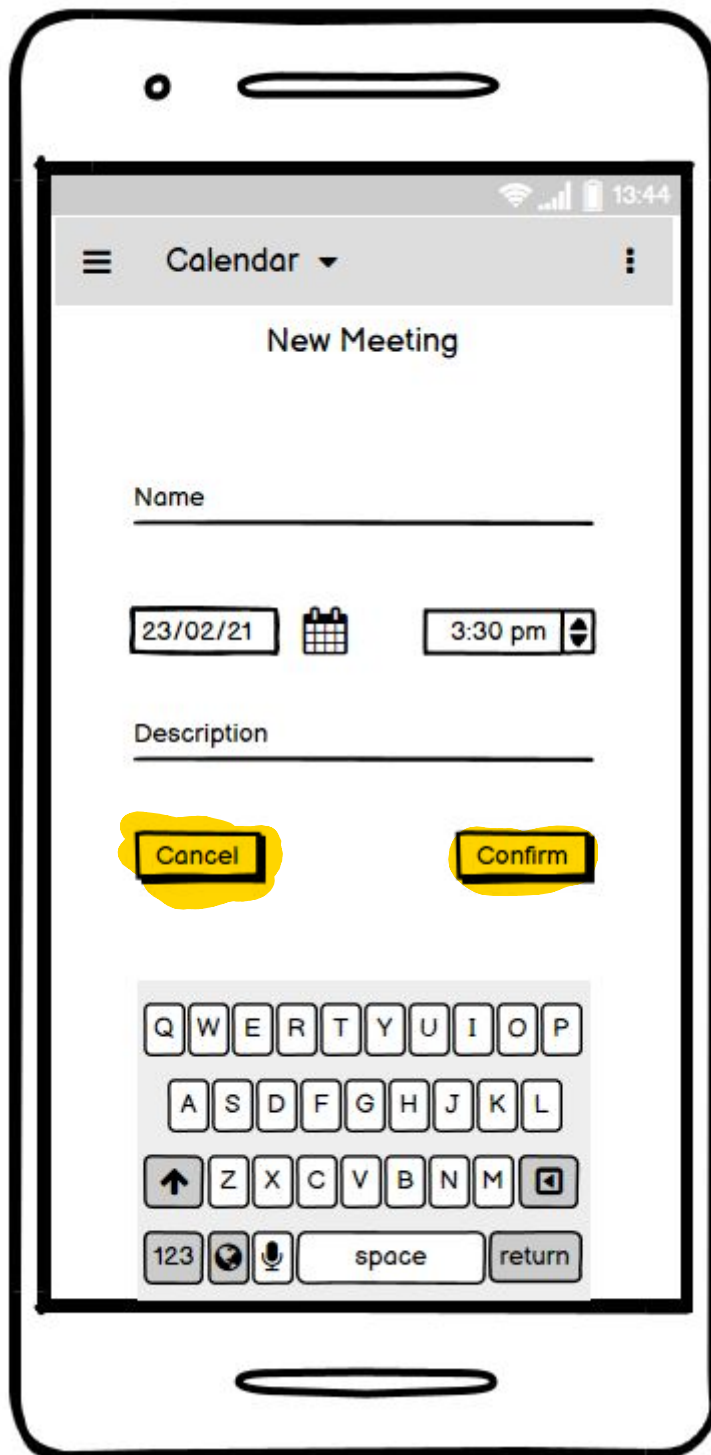 13:44
Calendar
New Meeting
Name
23/02/21 3:30 pm
Description
Cancel Confirm
Q W E R T Y U I O P
A S D F G H J K L
Z X C V B N M
123 space return